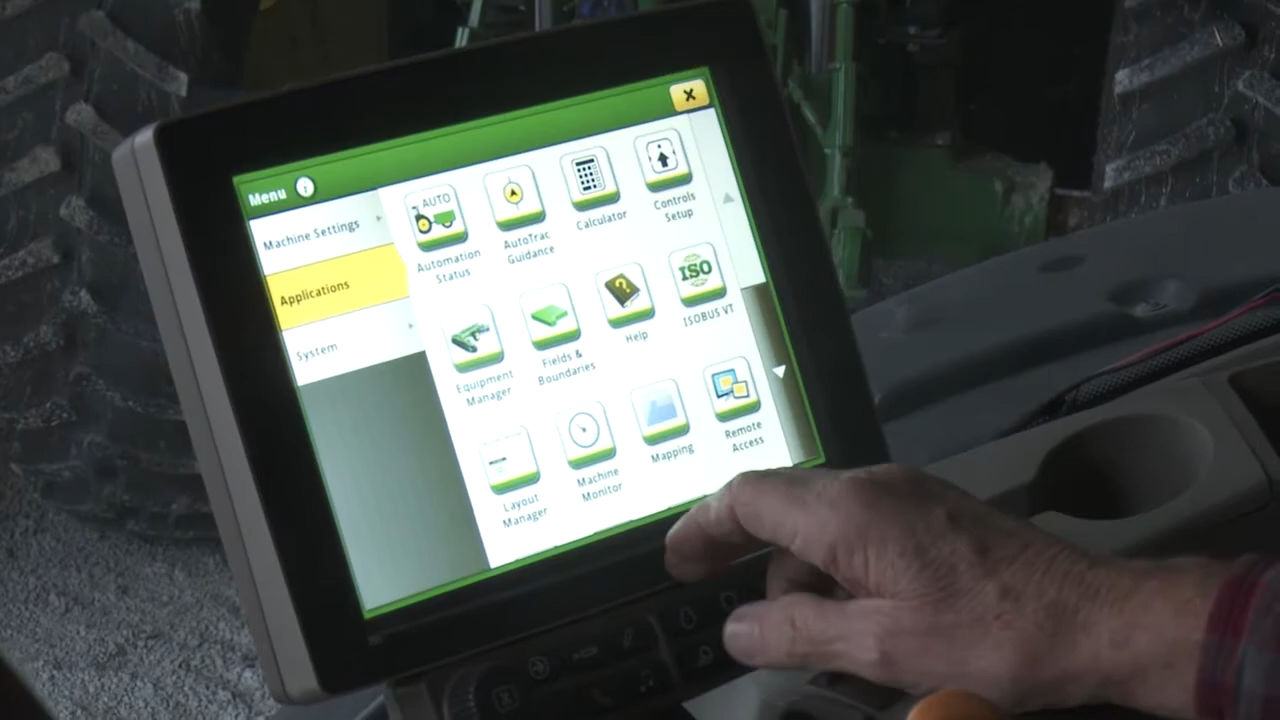 Menu i
X
Machine Settings
Applications
System
AUTO
Automation
Status
AutoTrac
Guidance
Calculator
Controls
Setup
Equipment
Manager
Fields &
Boundaries
?
Help
ISO
ISOBUS VT
Layout
Manager
Machine
Monitor
Mapping
Remote
Access